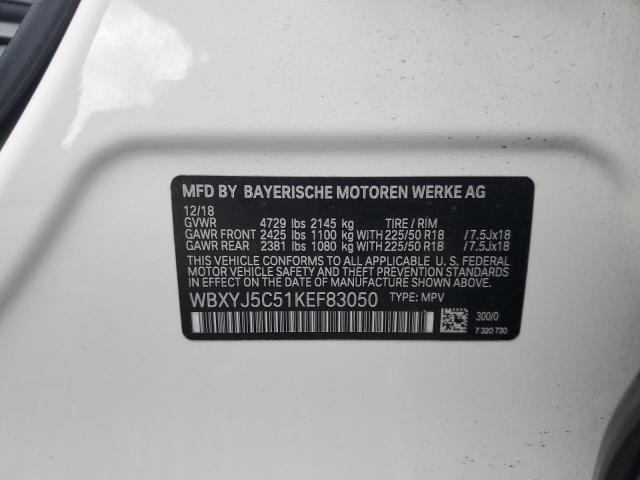 MFD BY BAYERISCHE MOTOREN WERKE AG
12/18
GVWR 4729 lbs 2145 kg TIRE / RIM
GAWR FRONT 2425 lbs 1100 kg WITH 225/50 R18 /7.5Jx18
GAWR REAR 2381 lbs 1080 kg WITH 225/50 R18 /7.5Jx18
THIS VEHICLE CONFORMS TO ALL APPLICABLE U. S. FEDERAL
MOTOR VEHICLE SAFETY, BUMPER, AND THEFT PREVENTION
STANDARDS IN EFFECT ON THE DATE OF MANUFACTURE SHOWN ABOVE.
WBXYJ5C51KEF83050 TYPE: MPV
300/0
7 320 730